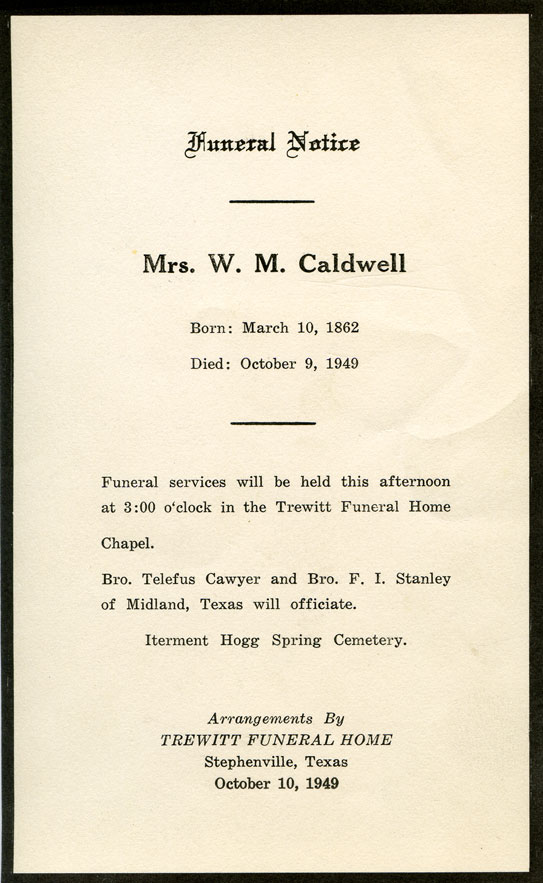 Funeral Notice
Mrs. W. M. Caldwell
Born: March 10, 1862
Died: October 9, 1949
Funeral services will be held this afternoon
at 3:00 o‘clock in the Trewitt Funeral Home
Chapel.
Bro. Telefus Cawyer and Bro. F. I. Stanley
of Midland, Texas will officiate.
Iterment Hogg Spring Cemetery.
Arrangements By
TREWITT FUNERAL HOME
Stephenville, Texas
October 10, 1949